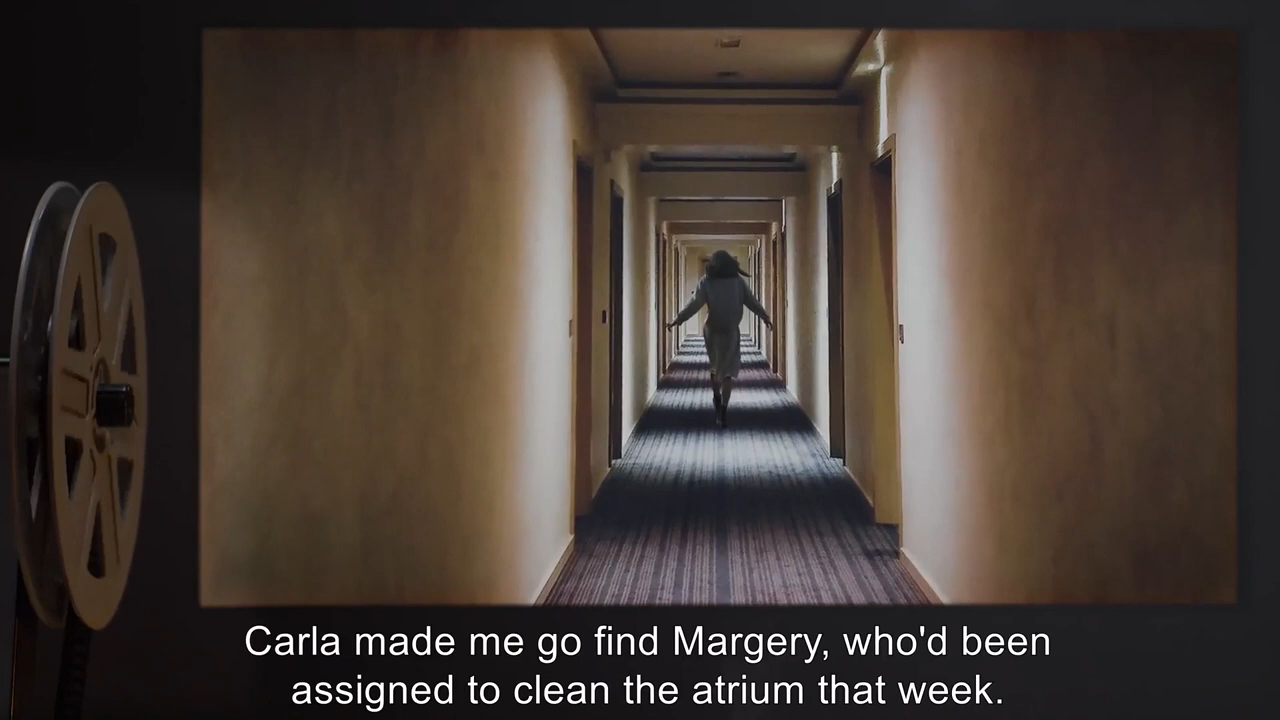 Carla made me go find Margery, who'd been
assigned to clean the atrium that week.